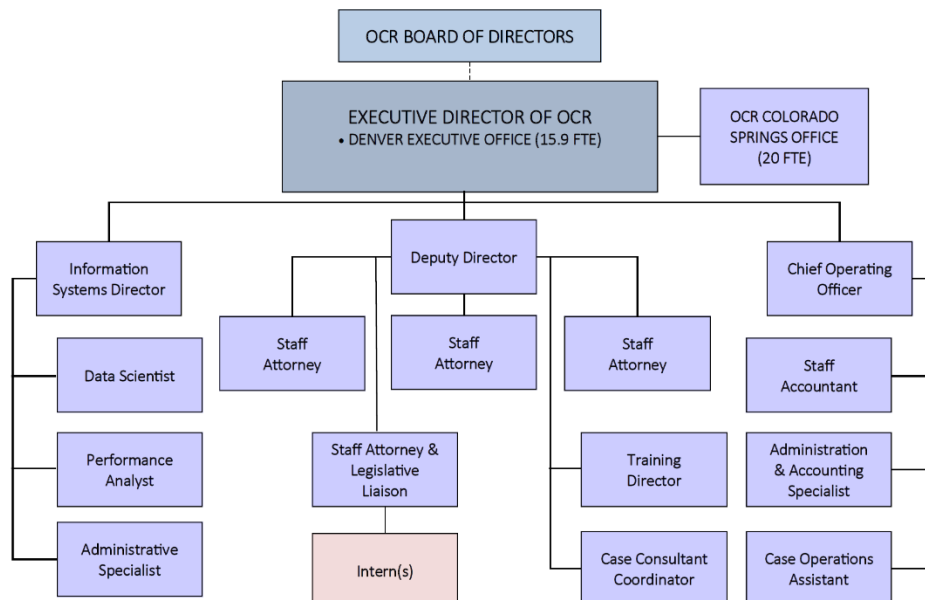 OCR BOARD OF DIRECTORS
EXECUTIVE DIRECTOR OF OCR
• DENVER EXECUTIVE OFFICE (15.9 FTE)
OCR COLORADO
SPRINGS OFFICE
(20 FTE)
Information
Systems Director
Deputy Director
Chief Operating
Officer
Staff
Attorney
Staff
Attorney
Staff
Attorney
Data Scientist
Staff
Accountant
Performance
Analyst
Staff Attorney &
Legislative
Liaison
Training
Director
Administration
& Accounting
Specialist
Administrative
Specialist
Intern(s)
Case Consultant
Coordinator
Case Operations
Assistant